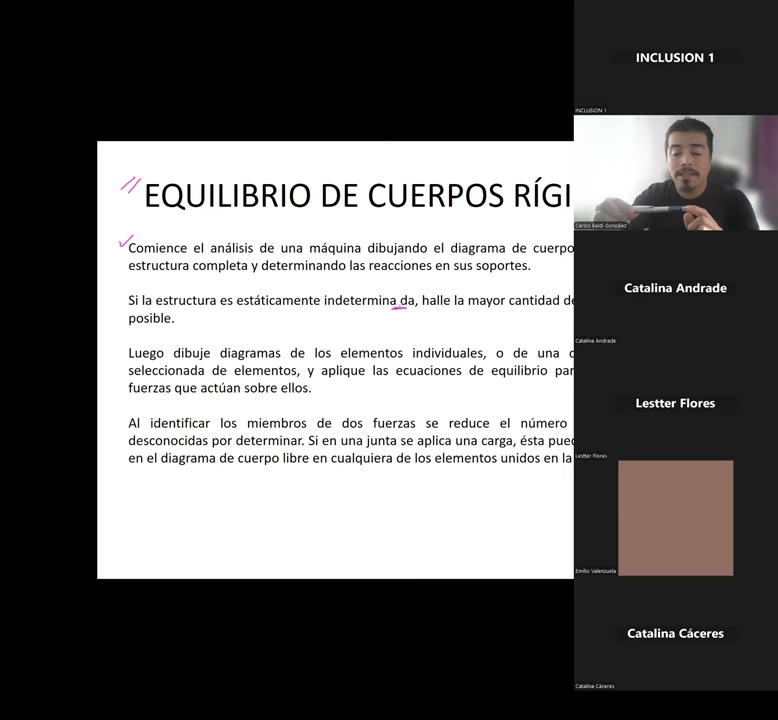 INCLUSION 1
INCLUSION 1
EQUILIBRIO DE CUERPOS RÍGI
Carlos Baldi González
Comience el análisis de una máquina dibujando el diagrama de cuerpo
estructura completa y determinando las reacciones en sus soportes.
Catalina Andrade
Si la estructura es estáticamente indetermina da, halle la mayor cantidad de
posible.
Catalina Andrade
Luego dibuje diagramas de los elementos individuales, o de una
seleccionada de elementos, y aplique las ecuaciones de equilibrio
fuerzas que actúan sobre ellos.
Lestter Flores
Al identificar los miembros de dos fuerzas se reduce el número
desconocidas por determinar. Si en una junta se aplica una carga, ésta
en el diagrama de cuerpo libre en cualquiera de los elementos unidos en la
Lestter Flores
Emilio Valenzuela
Catalina Cáceres
Catalina Cáceres